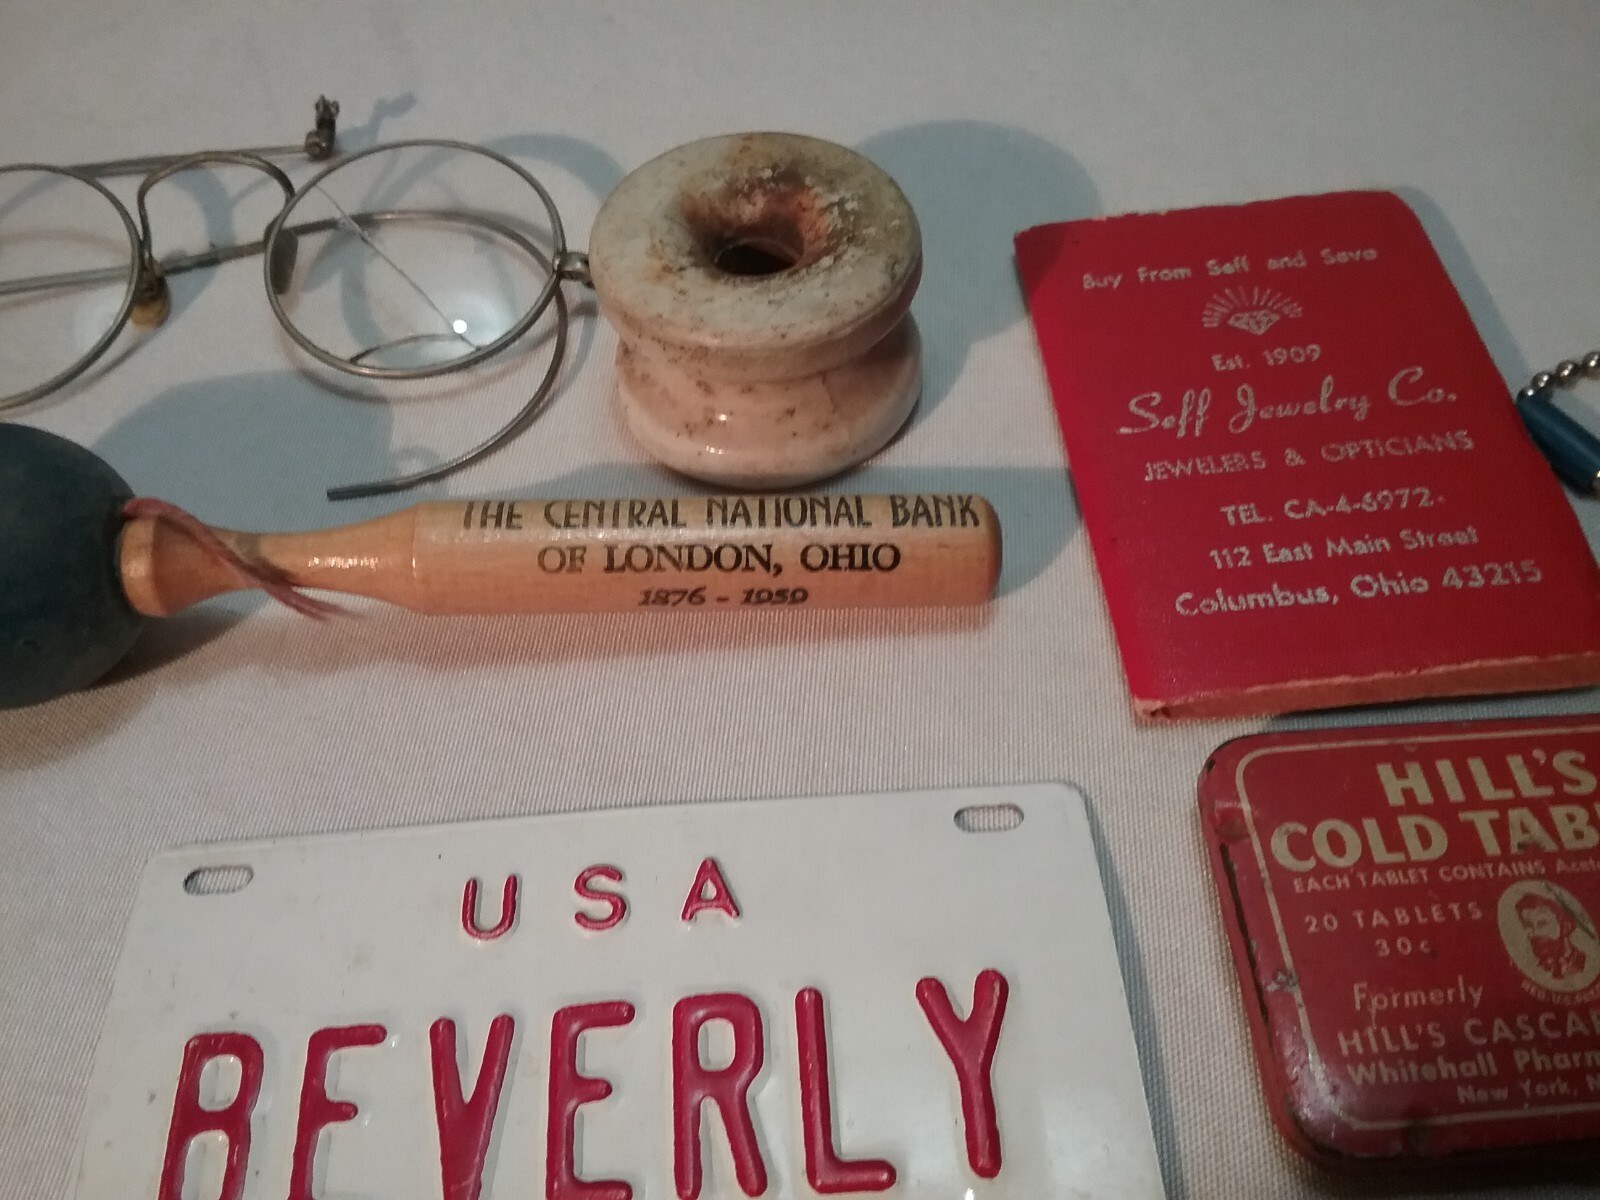 THE CENTRAL NATIONAL BANK
OF LONDON, OHIO
1876 - 1959
Buy From Seff and Save
Est. 1909
Seff Jewelry Co.
JEWELERS & OPTICIANS
TEL. CA-4-6972
112 East Main Street
Columbus, Ohio 43215
USA
BEVERLY
HILL'S
COLD TAB
EACH TABLET CONTAINS Aceto
20 TABLETS
30¢
Formerly
HILL'S CASCA
Whitehall Pharm
New York, N